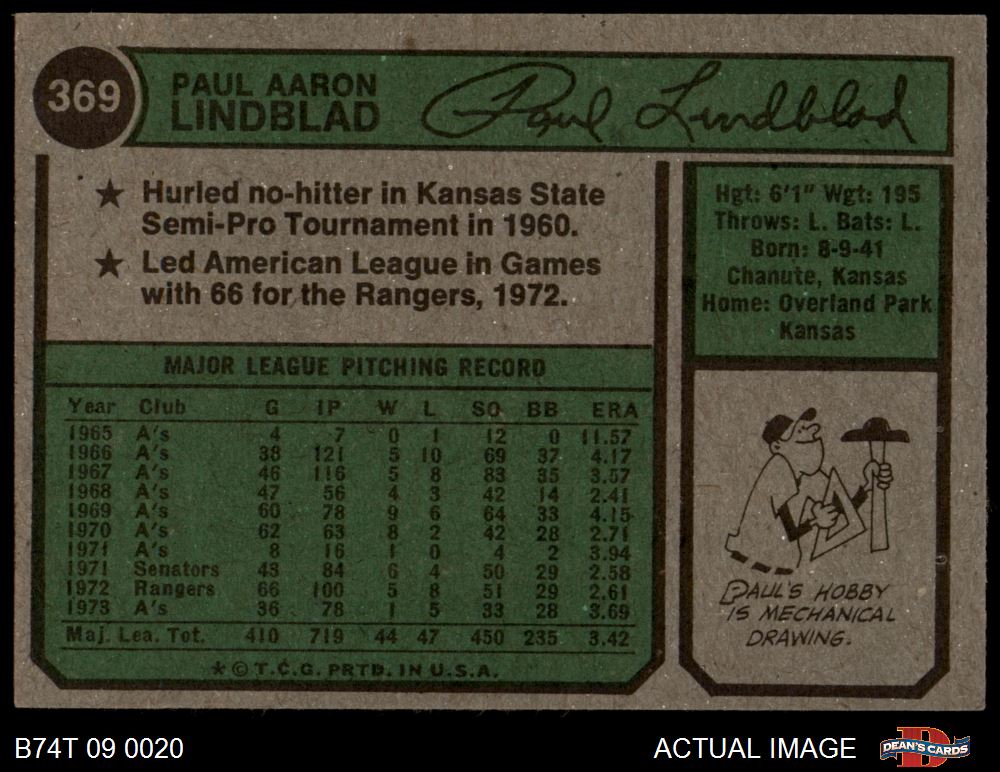 369
PAUL AARON
LINDBLAD
Paul Lindblad
★ Hurled no-hitter in Kansas State
Semi-Pro Tournament in 1960.
★ Led American League in Games
with 66 for the Rangers, 1972.
Hgt: 6'1" Wgt: 195
Throws: L. Bats: L.
Born: 8-9-41
Chanute, Kansas
Home: Overland Park
Kansas
MAJOR LEAGUE PITCHING RECORD
Year Club G IP W L SO BB ERA
1965 A's 4 7 0 1 12 0 11.57
1966 A's 38 121 5 10 69 37 4.17
1967 A's 46 116 5 8 83 35 3.57
1968 A's 47 56 4 3 42 14 2.41
1969 A's 60 78 9 6 64 33 4.15
1970 A's 62 63 8 2 42 28 2.71
1971 A's 8 16 1 0 4 2 3.94
1971 Senators 43 84 6 4 50 29 2.58
1972 Rangers 66 100 5 8 51 29 2.61
1973 A's 36 78 1 5 33 28 3.69
Maj. Lea. Tot. 410 719 44 47 450 235 3.42
★ © T.C.G. PRTD. IN U.S.A.
PAUL'S HOBBY
IS MECHANICAL
DRAWING.
B74T 09 0020
ACTUAL IMAGE
DEAN'S CARDS